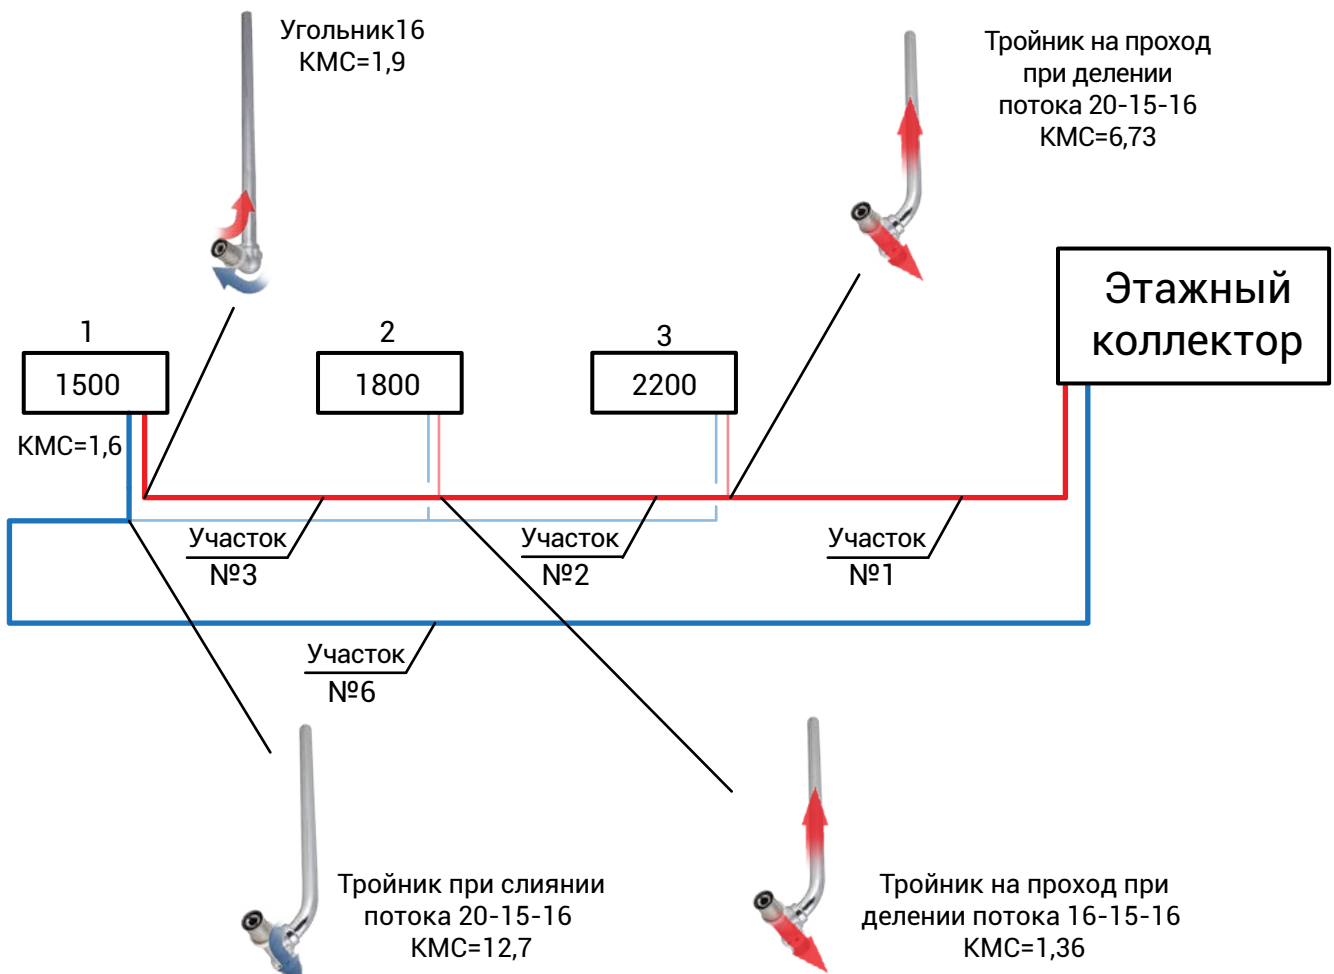 Угольник16
КМС=1,9
Тройник на проход
при делении
потока 20-15-16
КМС=6,73
Этажный
коллектор
1
2
3
1500
1800
2200
КМС=1,6
Участок
№3
Участок
№2
Участок
№1
Участок
№6
Тройник при слиянии
потока 20-15-16
КМС=12,7
Тройник на проход при
делении потока 16-15-16
КМС=1,36